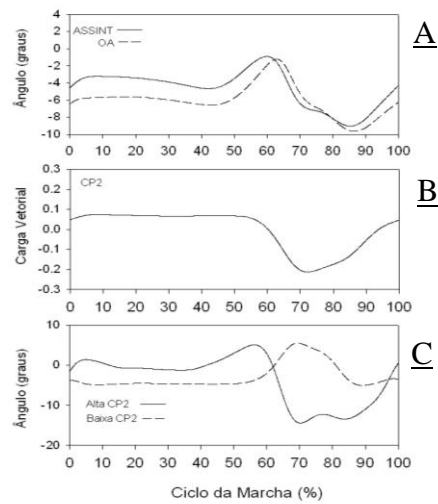 A
Ângulo (graus)
4
2
0
-2
-4
-6
-8
-10
ASSINT
OA
0 10 20 30 40 50 60 70 80 90 100
B
Carga Vetorial
0.3
0.2
0.1
0.0
-0.1
-0.2
-0.3
CP2
0 10 20 30 40 50 60 70 80 90 100
C
Ângulo (graus)
10
0
-10
-20
Alta CP2
Baixa CP2
0 10 20 30 40 50 60 70 80 90 100
Ciclo da Marcha (%)